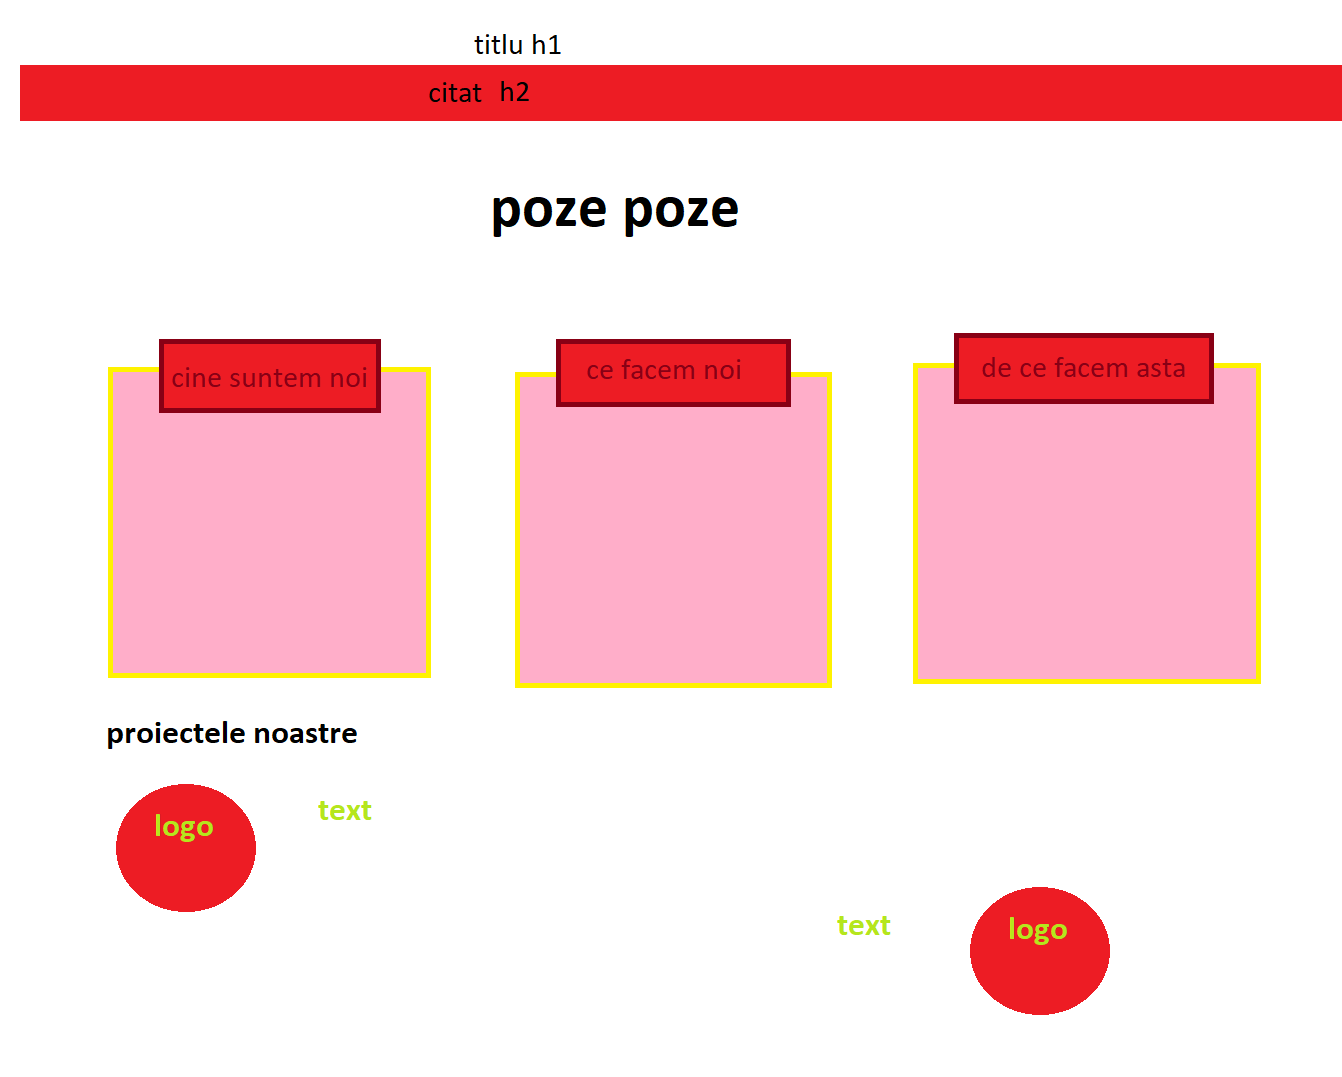 titlu h1
citat h2
poze poze
cine suntem noi
ce facem noi
de ce facem asta
proiectele noastre
logo
text
text
logo